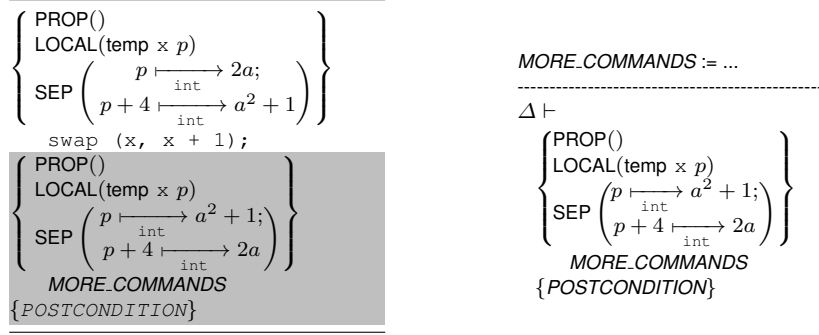 PROP()
LOCAL(temp x p)
SEP ( p ⟼ int 2a;
p + 4 ⟼ int a² + 1 )
swap (x, x + 1);
PROP()
LOCAL(temp x p)
SEP ( p ⟼ int a² + 1;
p + 4 ⟼ int 2a )
MORE_COMMANDS
{POSTCONDITION}
MORE_COMMANDS := ...
Δ ⊢
PROP()
LOCAL(temp x p)
SEP ( p ⟼ int a² + 1;
p + 4 ⟼ int 2a )
MORE_COMMANDS
{POSTCONDITION}